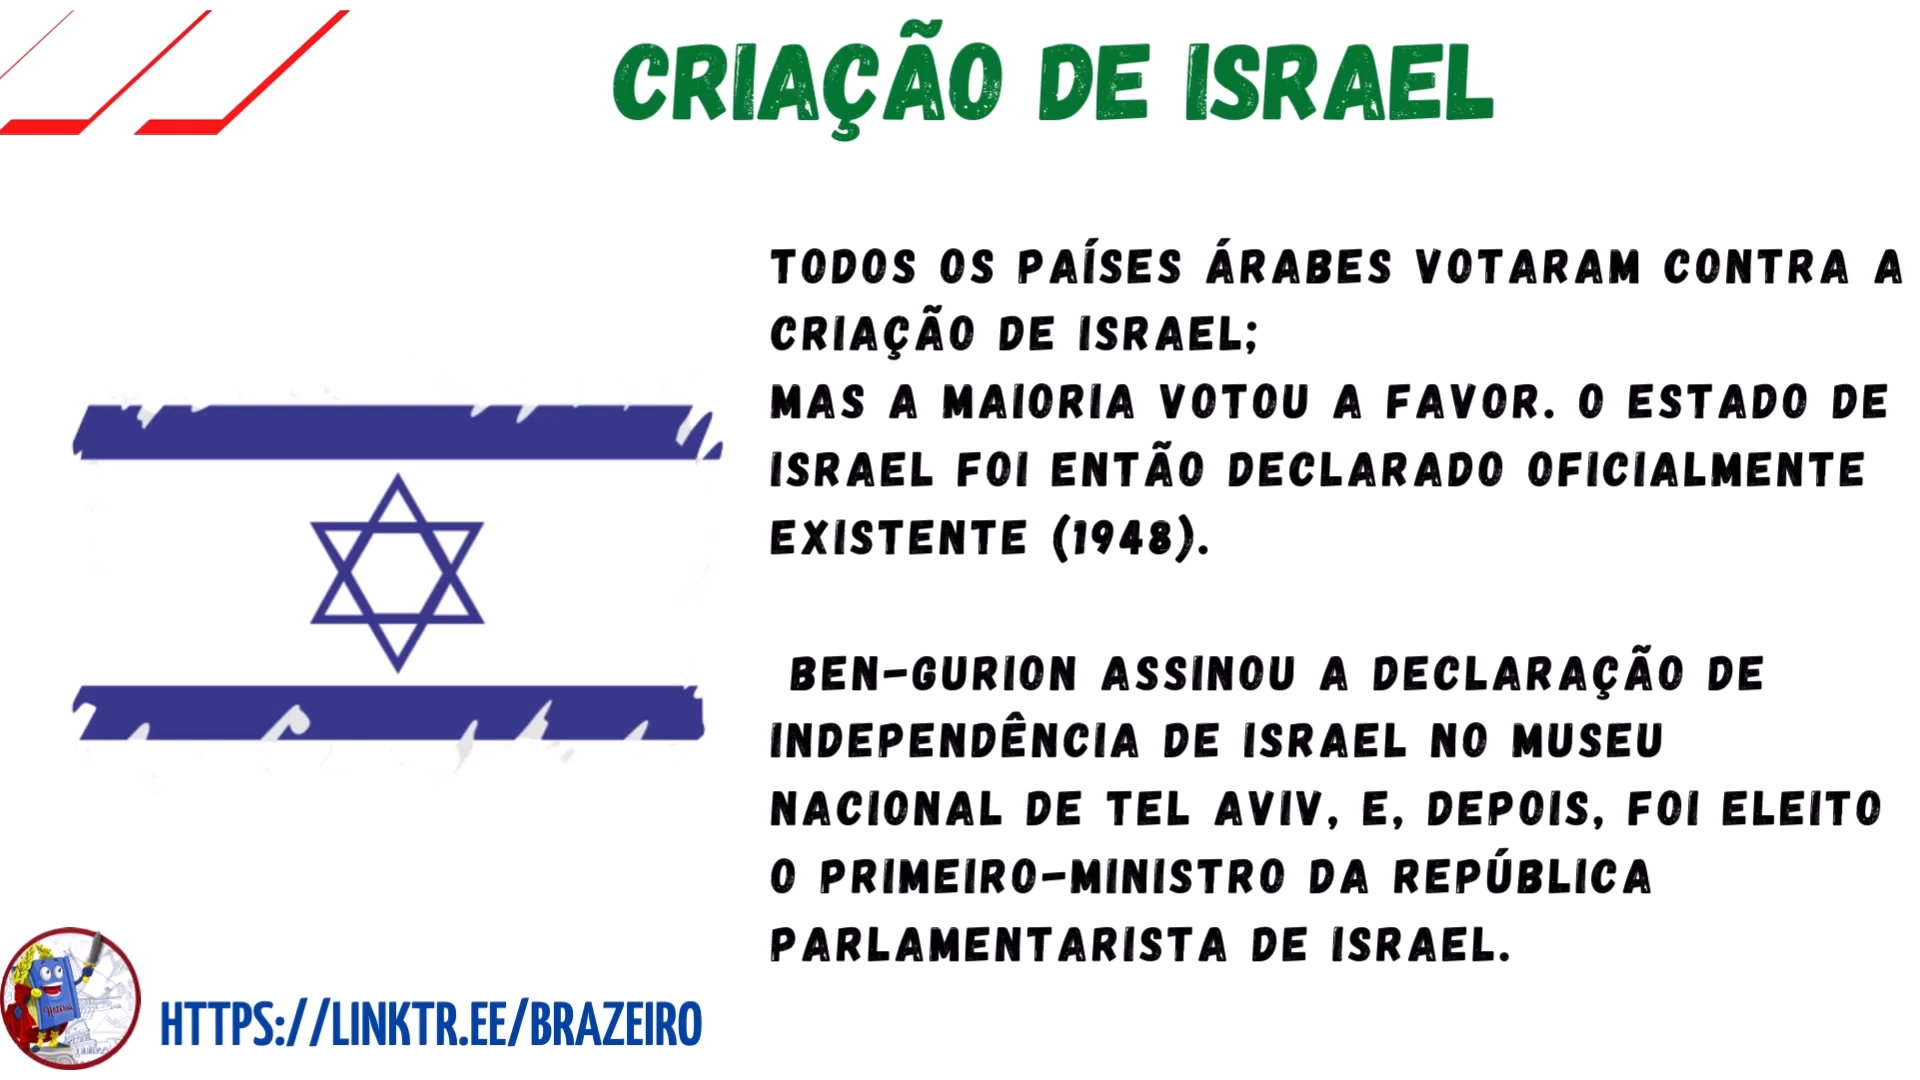 CRIAÇÃO DE ISRAEL
TODOS OS PAÍSES ÁRABES VOTARAM CONTRA A
CRIAÇÃO DE ISRAEL;
MAS A MAIORIA VOTOU A FAVOR. O ESTADO DE
ISRAEL FOI ENTÃO DECLARADO OFICIALMENTE
EXISTENTE (1948).
BEN-GURION ASSINOU A DECLARAÇÃO DE
INDEPENDÊNCIA DE ISRAEL NO MUSEU
NACIONAL DE TEL AVIV, E, DEPOIS, FOI ELEITO
O PRIMEIRO-MINISTRO DA REPÚBLICA
PARLAMENTARISTA DE ISRAEL.
História
HTTPS://LINKTR.EE/BRAZEIRO